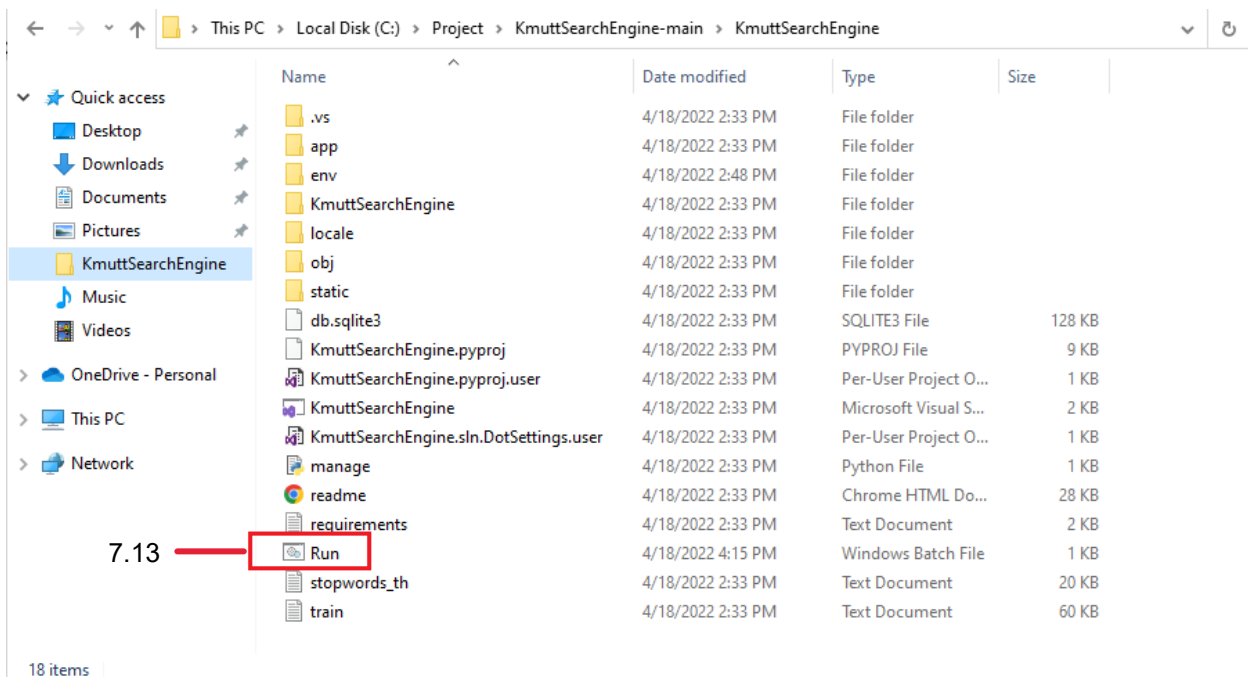 This PC > Local Disk (C:) > Project > KmuttSearchEngine-main > KmuttSearchEngine
Name Date modified Type Size
Quick access
Desktop
Downloads
Documents
Pictures
KmuttSearchEngine
Music
Videos
OneDrive - Personal
This PC
Network
.vs 4/18/2022 2:33 PM File folder
app 4/18/2022 2:33 PM File folder
env 4/18/2022 2:48 PM File folder
KmuttSearchEngine 4/18/2022 2:33 PM File folder
locale 4/18/2022 2:33 PM File folder
obj 4/18/2022 2:33 PM File folder
static 4/18/2022 2:33 PM File folder
db.sqlite3 4/18/2022 2:33 PM SQLITE3 File 128 KB
KmuttSearchEngine.pyproj 4/18/2022 2:33 PM PYPROJ File 9 KB
KmuttSearchEngine.pyproj.user 4/18/2022 2:33 PM Per-User Project O... 1 KB
KmuttSearchEngine 4/18/2022 2:33 PM Microsoft Visual S... 2 KB
KmuttSearchEngine.sln.DotSettings.user 4/18/2022 2:33 PM Per-User Project O... 1 KB
manage 4/18/2022 2:33 PM Python File 1 KB
readme 4/18/2022 2:33 PM Chrome HTML Do... 28 KB
requirements 4/18/2022 2:33 PM Text Document 2 KB
7.13 Run 4/18/2022 4:15 PM Windows Batch File 1 KB
stopwords_th 4/18/2022 2:33 PM Text Document 20 KB
train 4/18/2022 2:33 PM Text Document 60 KB
18 items